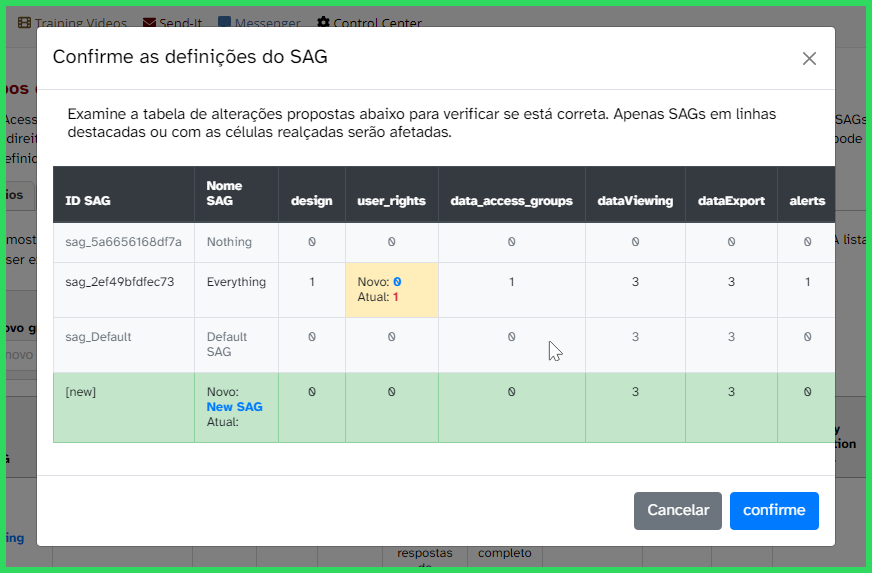 Training Videos Send-It Messenger Control Center
Confirme as definições do SAG
Examine a tabela de alterações propostas abaixo para verificar se está correta. Apenas SAGs em linhas
destacadas ou com as células realçadas serão afetadas.
ID SAG Nome SAG design user_rights data_access_groups dataViewing dataExport alerts
sag_5a6656168df7a Nothing 0 0 0 0 0 0
sag_2ef49bfdfec73 Everything 1 Novo: 0 1 3 3 1
Atual: 1
sag_Default Default 0 0 0 3 3 0
SAG
[new] Novo: 0 0 0 3 3 0
New SAG
Atual:
Cancelar confirme
respostas completo